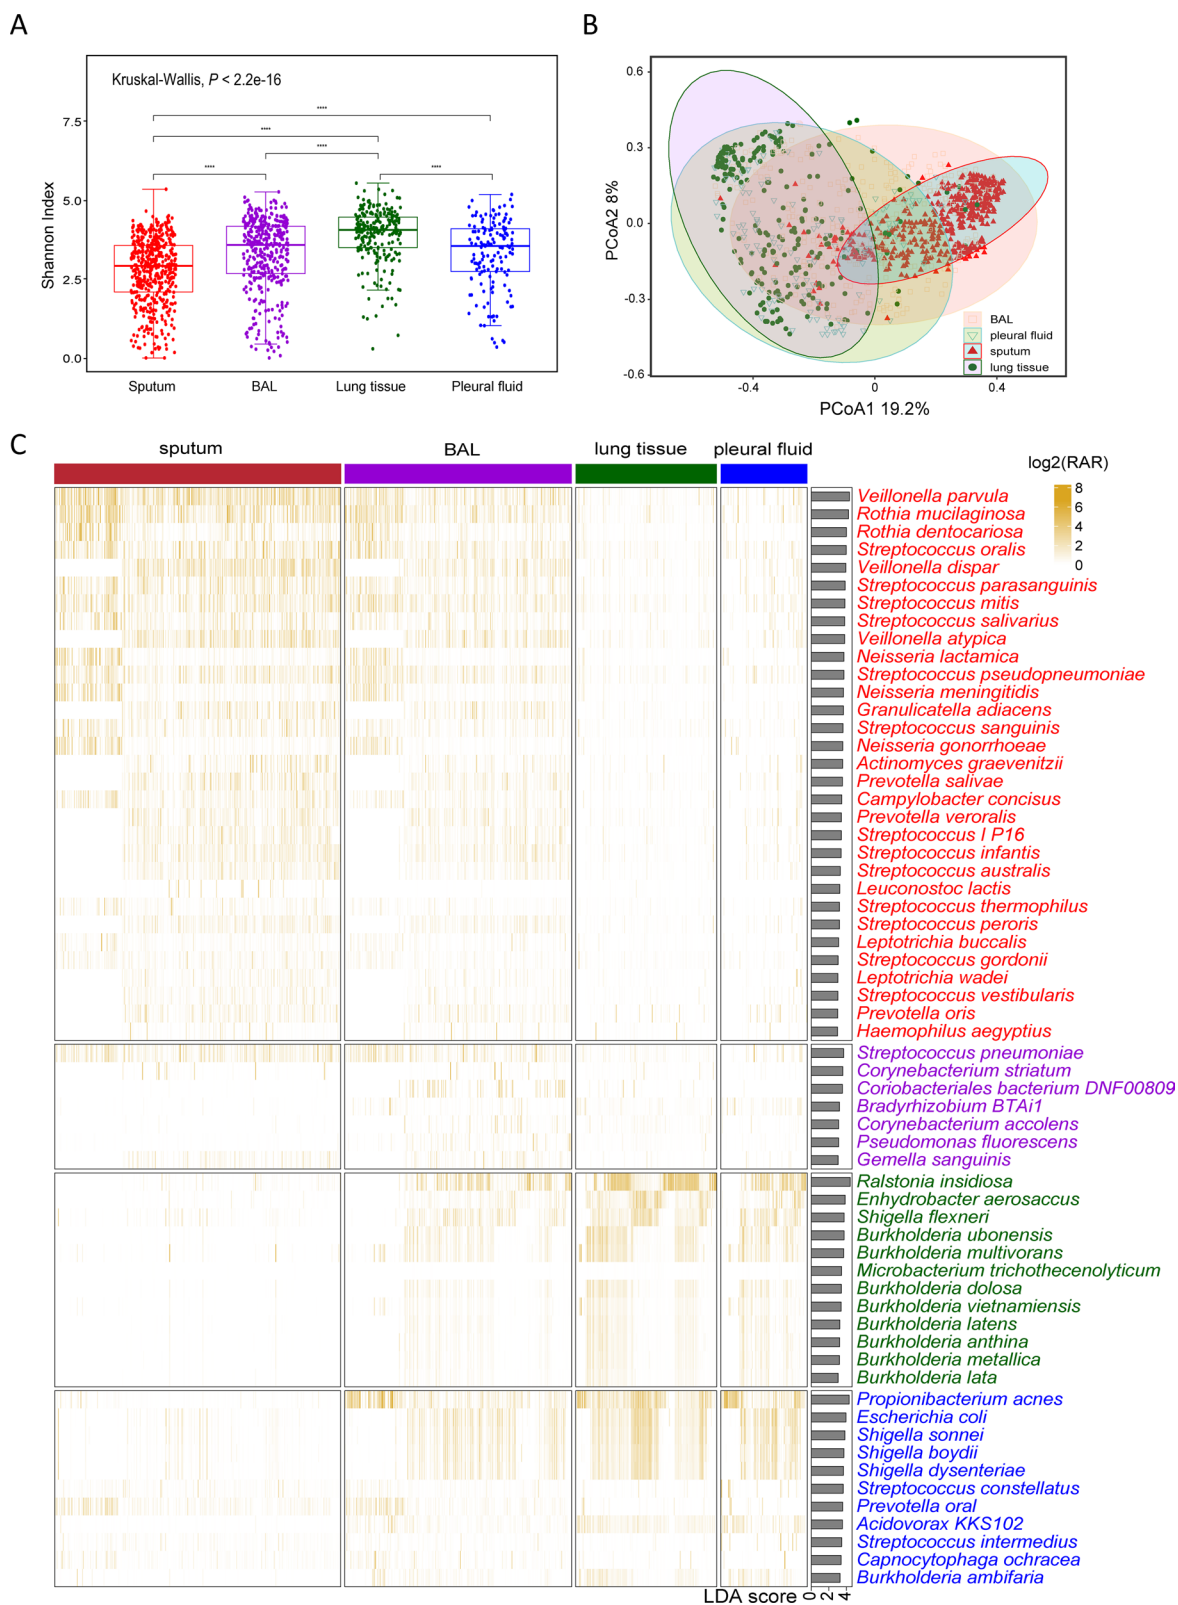 A
B
Kruskal-Wallis, P < 2.2e-16
****
****
****
****
****
7.5
5.0
2.5
0.0
Shannon Index
Sputum
BAL
Lung tissue
Pleural fluid
0.6
0.3
0.0
-0.3
-0.6
PCoA2 8%
BAL
pleural fluid
sputum
lung tissue
-0.4
0
0.4
PCoA1 19.2%
C
sputum
BAL
lung tissue
pleural fluid
log2(RAR)
8
6
4
2
0
Veillonella parvula
Rothia mucilaginosa
Rothia dentocariosa
Streptococcus oralis
Veillonella dispar
Streptococcus parasanguinis
Streptococcus mitis
Streptococcus salivarius
Veillonella atypica
Neisseria lactamica
Streptococcus pseudopneumoniae
Neisseria meningitidis
Granulicatella adiacens
Streptococcus sanguinis
Neisseria gonorrhoeae
Actinomyces graevenitzii
Prevotella salivae
Campylobacter concisus
Prevotella veroralis
Streptococcus I P16
Streptococcus infantis
Streptococcus australis
Leuconostoc lactis
Streptococcus thermophilus
Streptococcus peroris
Leptotrichia buccalis
Streptococcus gordonii
Leptotrichia wadei
Streptococcus vestibularis
Prevotella oris
Haemophilus aegyptius
Streptococcus pneumoniae
Corynebacterium striatum
Coriobacteriales bacterium DNF00809
Bradyrhizobium BTAi1
Corynebacterium accolens
Pseudomonas fluorescens
Gemella sanguinis
Ralstonia insidiosa
Enhydrobacter aerosaccus
Shigella flexneri
Burkholderia ubonensis
Burkholderia multivorans
Microbacterium trichothecenolyticum
Burkholderia dolosa
Burkholderia vietnamiensis
Burkholderia latens
Burkholderia anthina
Burkholderia metallica
Burkholderia lata
Propionibacterium acnes
Escherichia coli
Shigella sonnei
Shigella boydii
Shigella dysenteriae
Streptococcus constellatus
Prevotella oral
Acidovorax KKS102
Streptococcus intermedius
Capnocytophaga ochracea
Burkholderia ambifaria
LDA score
0 2 4